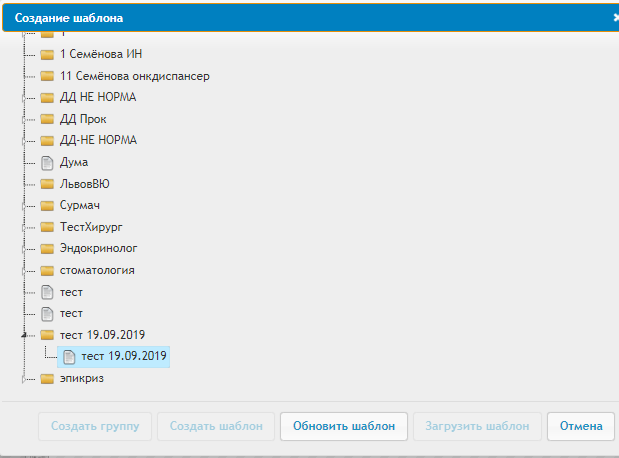 Создание шаблона
1
1 Семёнова ИН
11 Семёнова онкдиспансер
ДД НЕ НОРМА
ДД Прок
ДД-НЕ НОРМА
Дума
ЛьвовВЮ
Сурмач
ТестХирург
Эндокринолог
стоматология
тест
тест
тест 19.09.2019
тест 19.09.2019
эпикриз
Создать группу Создать шаблон Обновить шаблон Загрузить шаблон Отмена